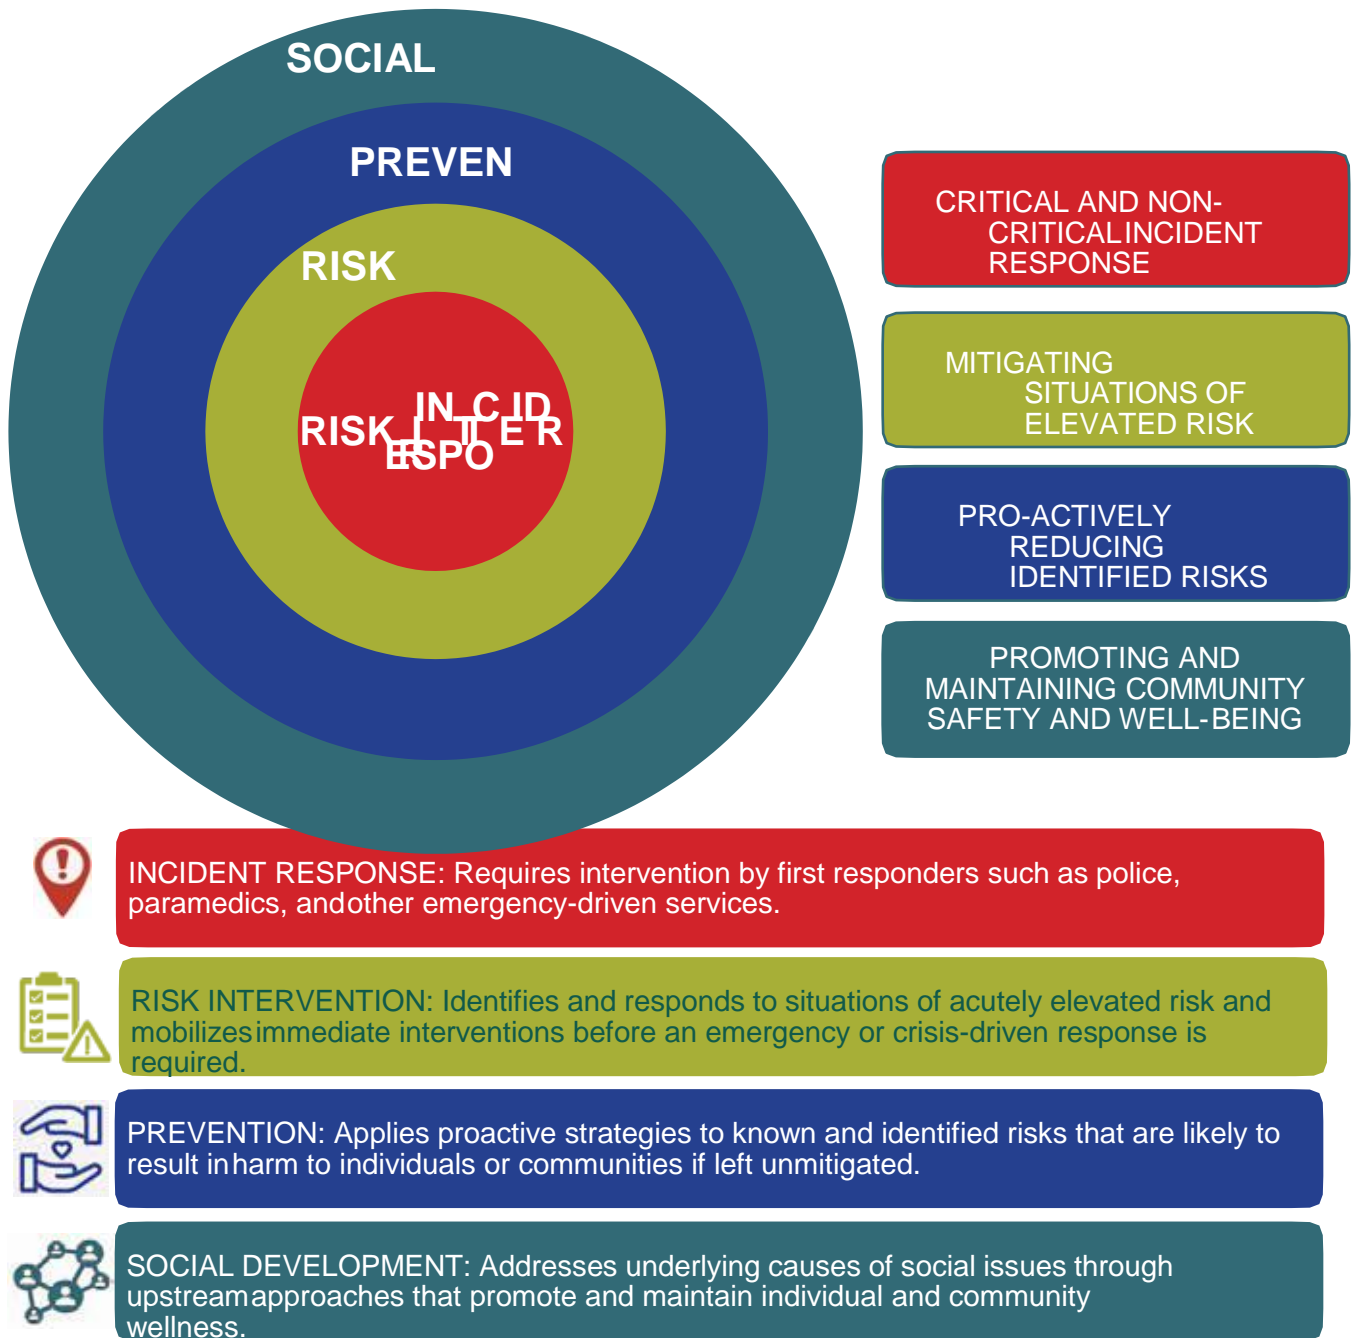 SOCIAL
PREVEN
RISK
RISK
CRITICAL AND NON-
CRITICALINCIDENT
RESPONSE
MITIGATING
SITUATIONS OF
ELEVATED RISK
PRO-ACTIVELY
REDUCING
IDENTIFIED RISKS
PROMOTING AND
MAINTAINING COMMUNITY
SAFETY AND WELL-BEING
INCIDENT RESPONSE: Requires intervention by first responders such as police,
paramedics, andother emergency-driven services.
RISK INTERVENTION: Identifies and responds to situations of acutely elevated risk and
mobilizesimmediate interventions before an emergency or crisis-driven response is
required.
PREVENTION: Applies proactive strategies to known and identified risks that are likely to
result inharm to individuals or communities if left unmitigated.
SOCIAL DEVELOPMENT: Addresses underlying causes of social issues through
upstreamapproaches that promote and maintain individual and community
wellness.